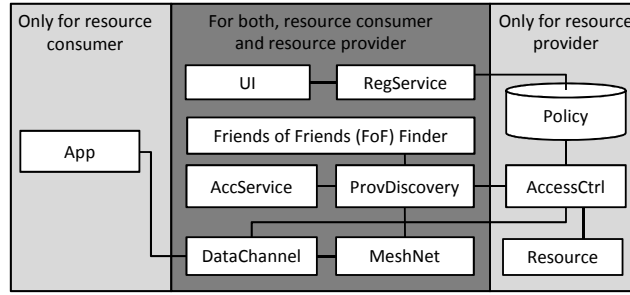 Only for resource
consumer
For both, resource consumer
and resource provider
Only for resource
provider
UI
RegService
Policy
Friends of Friends (FoF) Finder
App
AccService
ProvDiscovery
AccessCtrl
DataChannel
MeshNet
Resource